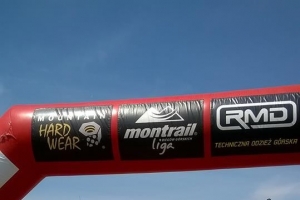 MOUNTAIN
HARD
WEAR
montrail
liga
RMD
TECHNICZNA ODZIEŻ GÓRSKA